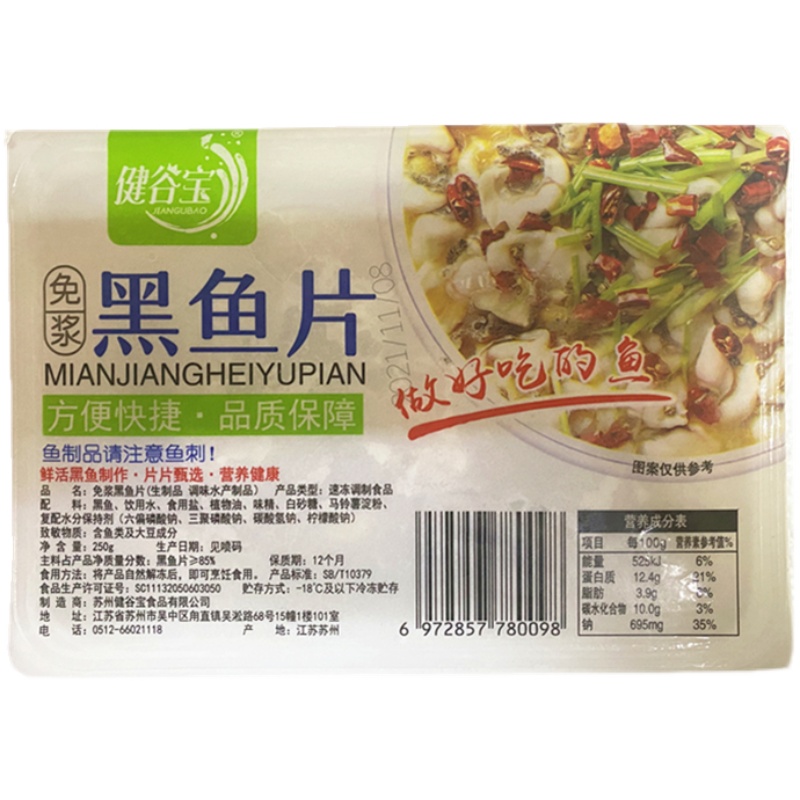 健谷宝®
JIANGUBAO
免浆
黑鱼片
MIANJIANGHEIYUPIAN
方便快捷·品质保障
鱼制品请注意鱼刺!
鲜活黑鱼制作·片片甄选·营养健康
品 名:免浆黑鱼片(生制品 调味水产制品) 产品类型:速冻调制食品
配 料:黑鱼、饮用水、食用盐、植物油、味精、白砂糖、马铃薯淀粉、
复配水分保持剂(六偏磷酸钠、三聚磷酸钠、碳酸氢钠、柠檬酸钠)
致敏物质:含鱼类及大豆成分
净 含 量:250g 生产日期:见喷码
主料占产品净质量分数:黑鱼片≥85% 保质期:12个月
食用方法:将产品自然解冻后,即可烹饪食用。 产品标准:SB/T10379
食品生产许可证号:SC11132050603050 贮存方式:-18℃及以下冷冻贮存
制 造 商:苏州健谷宝食品有限公司
地 址:江苏省苏州市吴中区甪直镇吴淞路68号15幢1楼101室
电 话:0512-66021118 产 地:江苏苏州
2021/11/08
做好吃的鱼
图案仅供参考
6 972857 780098
营养成分表
项目 每100g 营养素参考值%
能量 525kJ 6%
蛋白质 12.4g 21%
脂肪 3.9g
碳水化合物 10.0g 3%
钠 695mg 35%